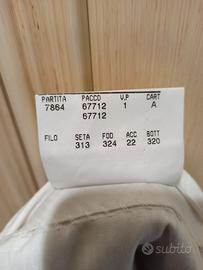 PARTITA PACCO V.P CART
7864 67712 1 A
67712
FILO SETA FOD ACC BOTT
313 324 22 320
subito